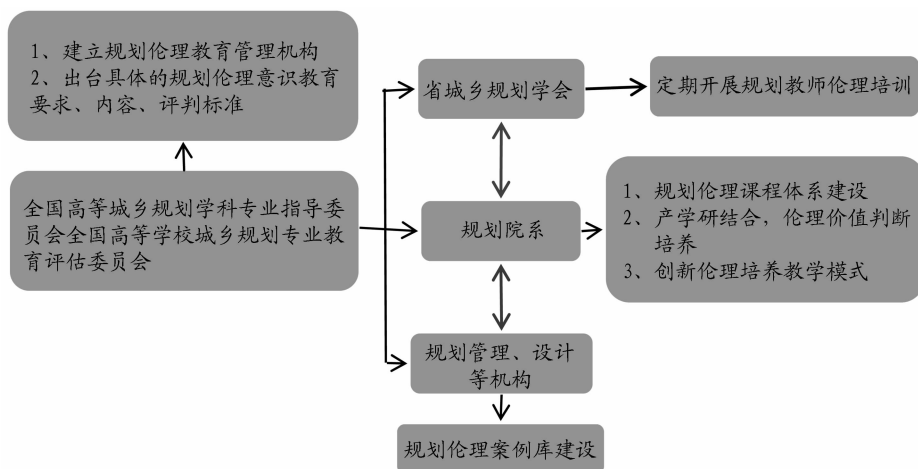 1、建立规划伦理教育管理机构
2、出台具体的规划伦理意识教育
要求、内容、评判标准
省城乡规划学会
定期开展规划教师伦理培训
全国高等城乡规划学科专业指导委
员会全国高等学校城乡规划专业教
育评估委员会
规划院系
1、规划伦理课程体系建设
2、产学研结合，伦理价值判断
培养
3、创新伦理培养教学模式
规划管理、设计
等机构
规划伦理案例库建设